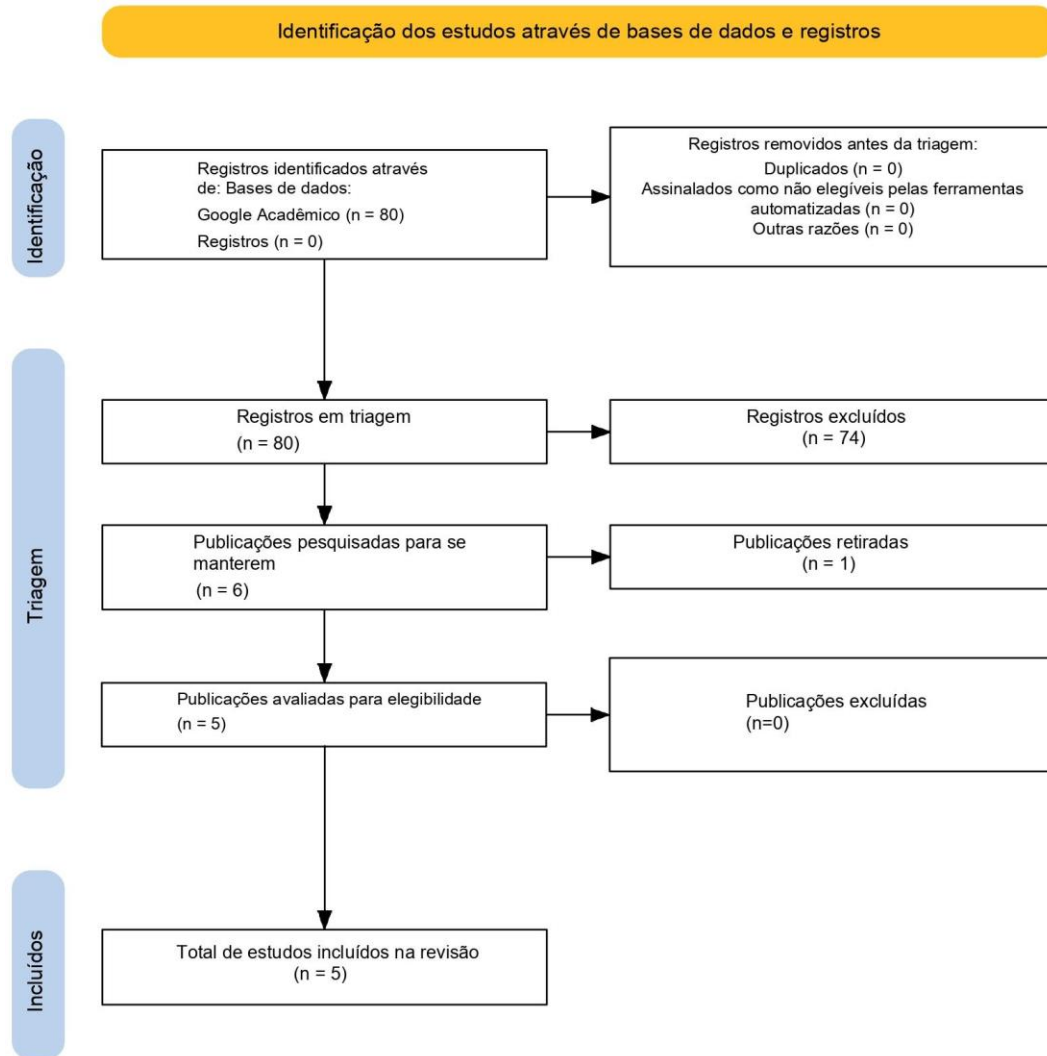 Identificação dos estudos através de bases de dados e registros
Identificação
Registros identificados através
de: Bases de dados:
Google Acadêmico (n = 80)
Registros (n = 0)
Registros removidos antes da triagem:
Duplicados (n = 0)
Assinalados como não elegíveis pelas ferramentas
automatizadas (n = 0)
Outras razões (n = 0)
Triagem
Registros em triagem
(n = 80)
Registros excluídos
(n = 74)
Publicações pesquisadas para se
manterem
(n = 6)
Publicações retiradas
(n = 1)
Publicações avaliadas para elegibilidade
(n = 5)
Publicações excluídas
(n=0)
Incluídos
Total de estudos incluídos na revisão
(n = 5)